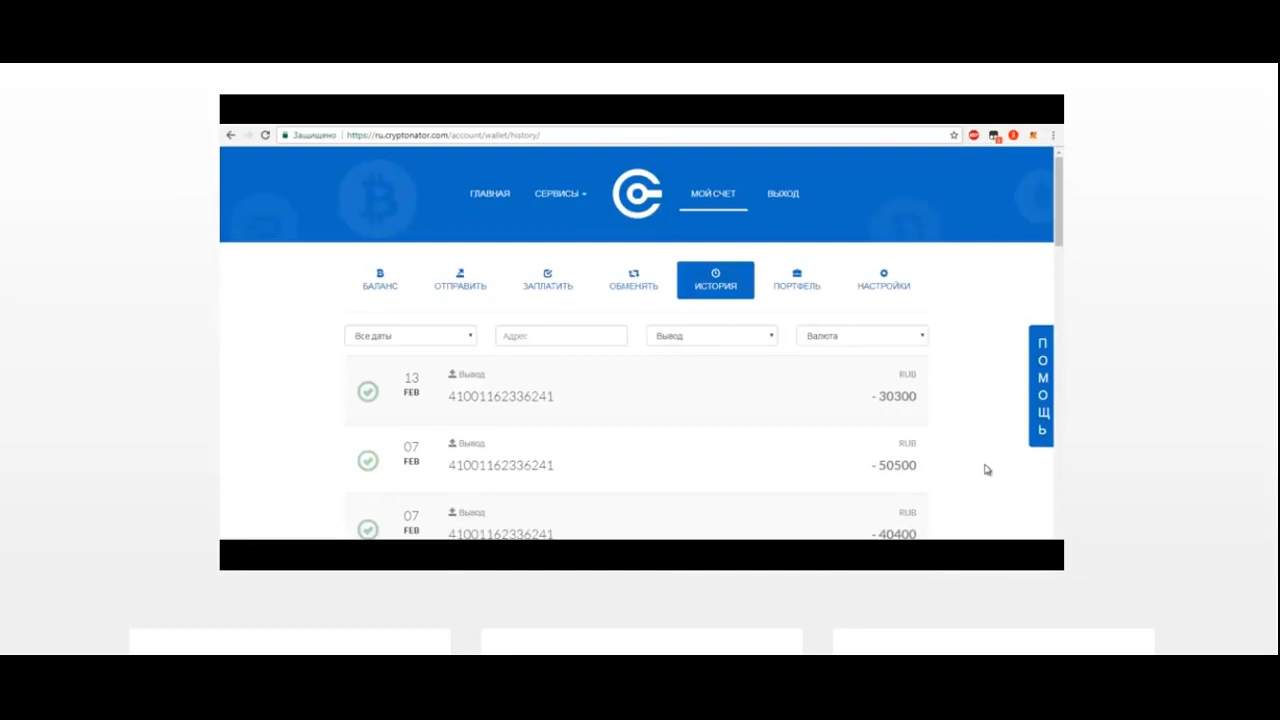 Защищено https://ru.cryptonator.com/account/wallet/history/
ГЛАВНАЯ СЕРВИСЫ МОЙ СЧЕТ ВЫХОД
БАЛАНС ОТПРАВИТЬ ЗАПЛАТИТЬ ОБМЕНЯТЬ ИСТОРИЯ ПОРТФЕЛЬ НАСТРОЙКИ
Все даты Адрес Вывод Валюта
13 FEB Вывод RUB
41001162336241 - 30300
07 FEB Вывод RUB
41001162336241 - 50500
07 FEB Вывод RUB
41001162336241 - 40400
ПОМОЩЬ